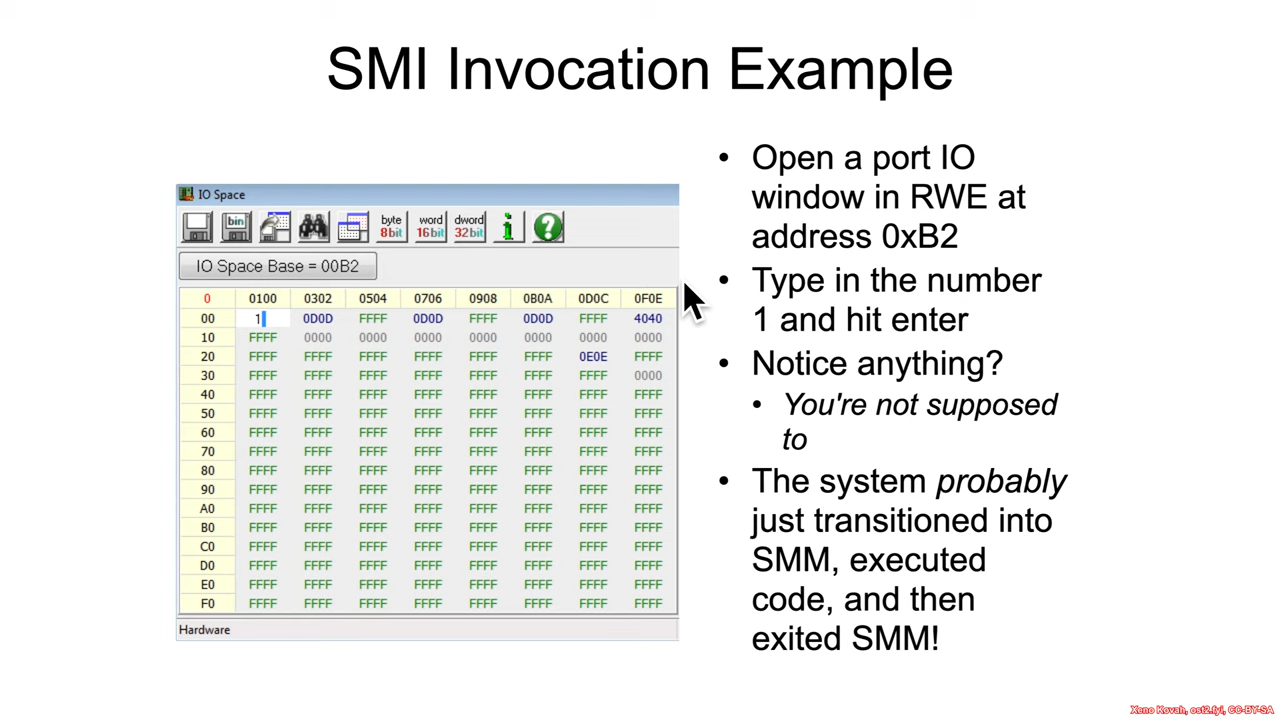 SMI Invocation Example
IO Space
bin
byte
8bit
word
16bit
dword
32bit
IO Space Base = 00B2
0 0100 0302 0504 0706 0908 0B0A 0D0C 0F0E
00 1 0D0D FFFF 0D0D FFFF 0D0D FFFF 4040
10 FFFF 0000 0000 0000 0000 0000 0000 0000
20 FFFF FFFF FFFF FFFF FFFF FFFF 0E0E FFFF
30 FFFF FFFF FFFF FFFF FFFF FFFF FFFF 0000
40 FFFF FFFF FFFF FFFF FFFF FFFF FFFF FFFF
50 FFFF FFFF FFFF FFFF FFFF FFFF FFFF FFFF
60 FFFF FFFF FFFF FFFF FFFF FFFF FFFF FFFF
70 FFFF FFFF FFFF FFFF FFFF FFFF FFFF FFFF
80 FFFF FFFF FFFF FFFF FFFF FFFF FFFF FFFF
90 FFFF FFFF FFFF FFFF FFFF FFFF FFFF FFFF
A0 FFFF FFFF FFFF FFFF FFFF FFFF FFFF FFFF
B0 FFFF FFFF FFFF FFFF FFFF FFFF FFFF FFFF
C0 FFFF FFFF FFFF FFFF FFFF FFFF FFFF FFFF
D0 FFFF FFFF FFFF FFFF FFFF FFFF FFFF FFFF
E0 FFFF FFFF FFFF FFFF FFFF FFFF FFFF FFFF
F0 FFFF FFFF FFFF FFFF FFFF FFFF FFFF FFFF
Hardware
• Open a port IO
window in RWE at
address 0xB2
• Type in the number
1 and hit enter
• Notice anything?
• You're not supposed
to
• The system probably
just transitioned into
SMM, executed
code, and then
exited SMM!
Xeno Kovah, ost2.fyi, CC-BY-SA